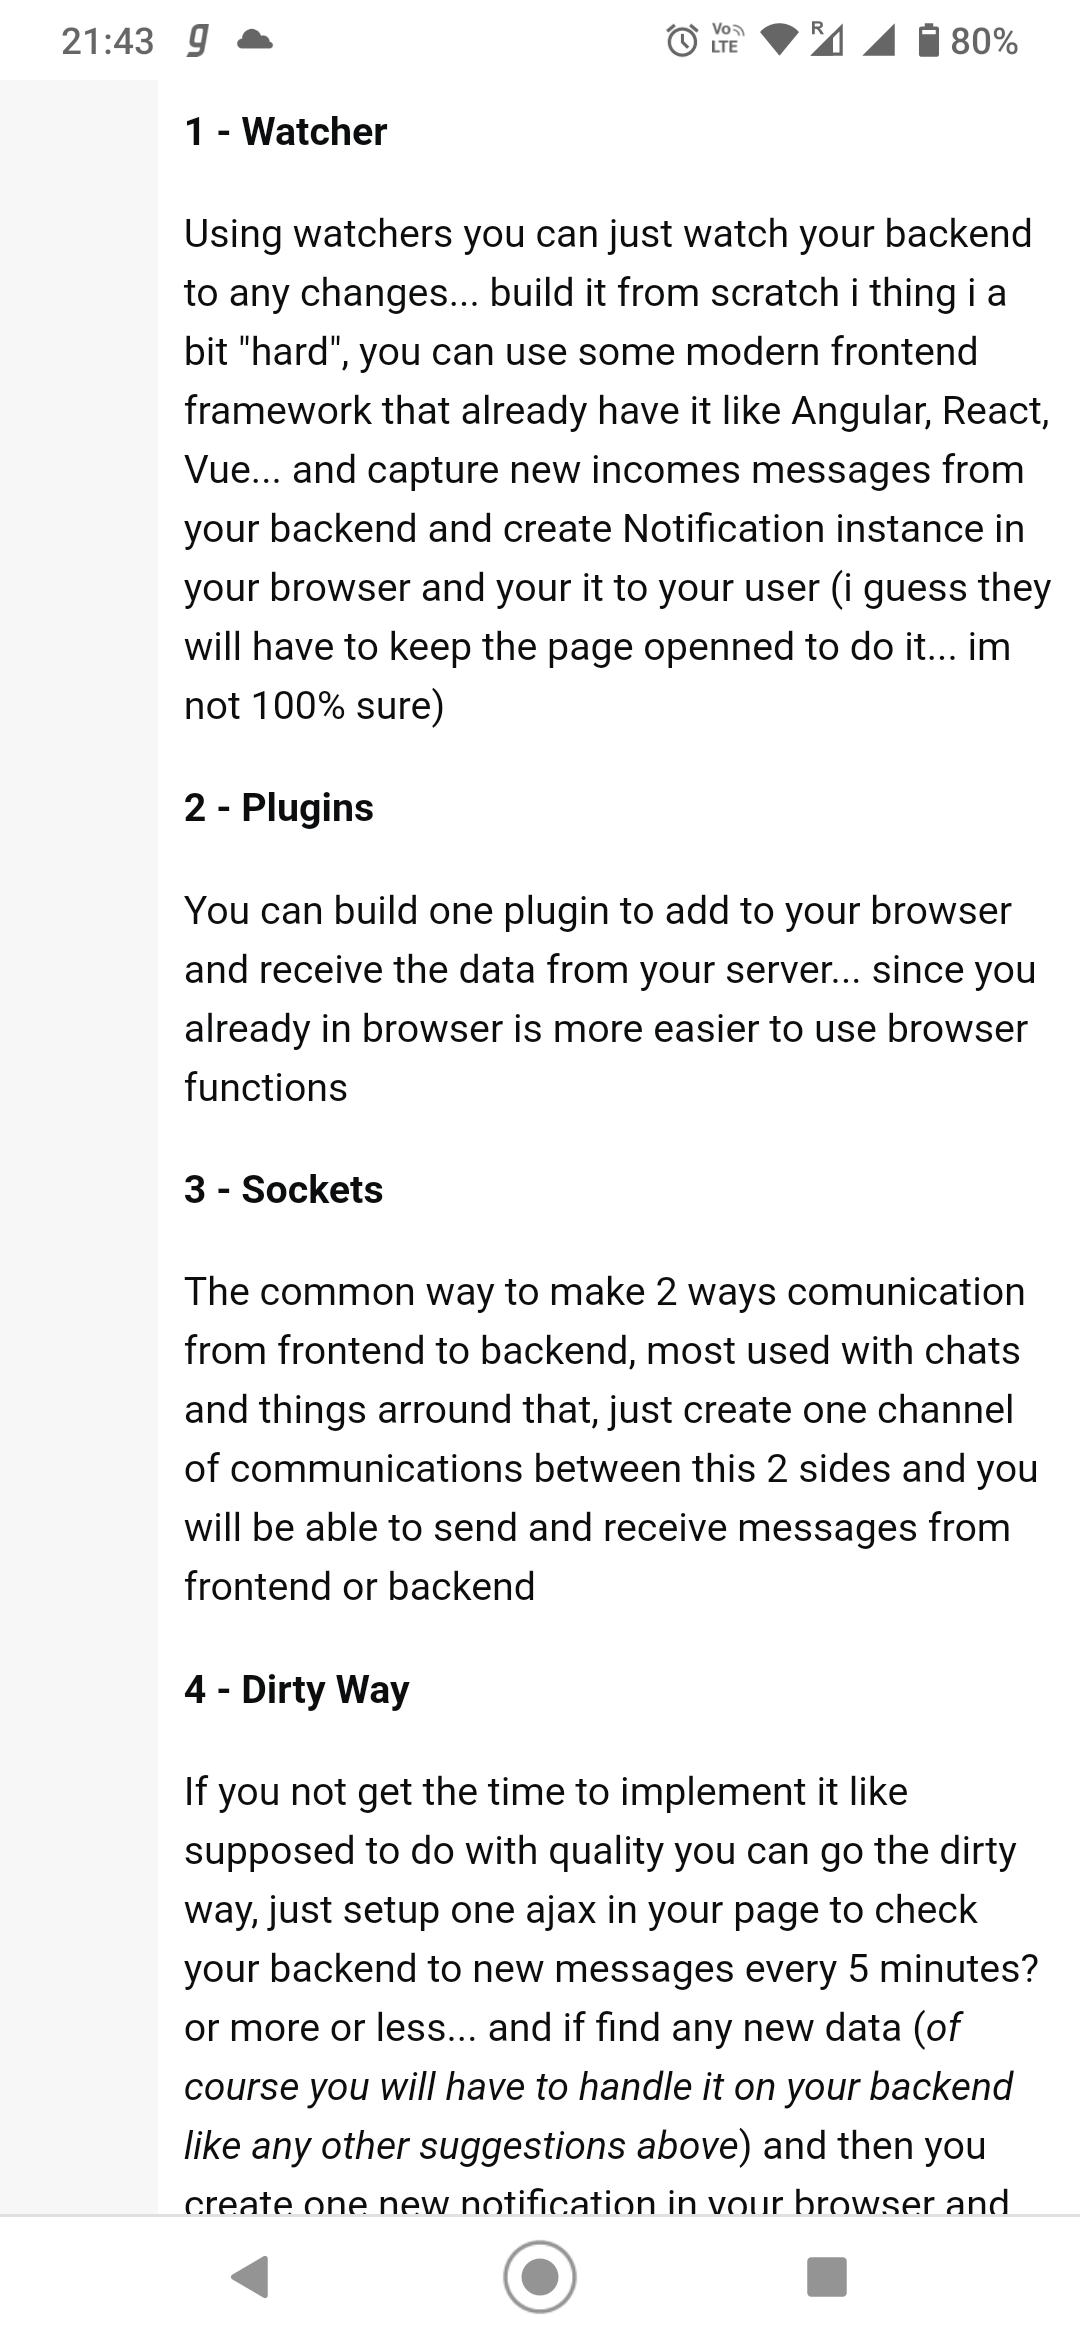 21:43 g Vo LTE R 80%
1 - Watcher
Using watchers you can just watch your backend
to any changes... build it from scratch i thing i a
bit "hard", you can use some modern frontend
framework that already have it like Angular, React,
Vue... and capture new incomes messages from
your backend and create Notification instance in
your browser and your it to your user (i guess they
will have to keep the page openned to do it... im
not 100% sure)
2 - Plugins
You can build one plugin to add to your browser
and receive the data from your server... since you
already in browser is more easier to use browser
functions
3 - Sockets
The common way to make 2 ways comunication
from frontend to backend, most used with chats
and things arround that, just create one channel
of communications between this 2 sides and you
will be able to send and receive messages from
frontend or backend
4 - Dirty Way
If you not get the time to implement it like
supposed to do with quality you can go the dirty
way, just setup one ajax in your page to check
your backend to new messages every 5 minutes?
or more or less... and if find any new data (of
course you will have to handle it on your backend
like any other suggestions above) and then you
create one new notification in your browser and